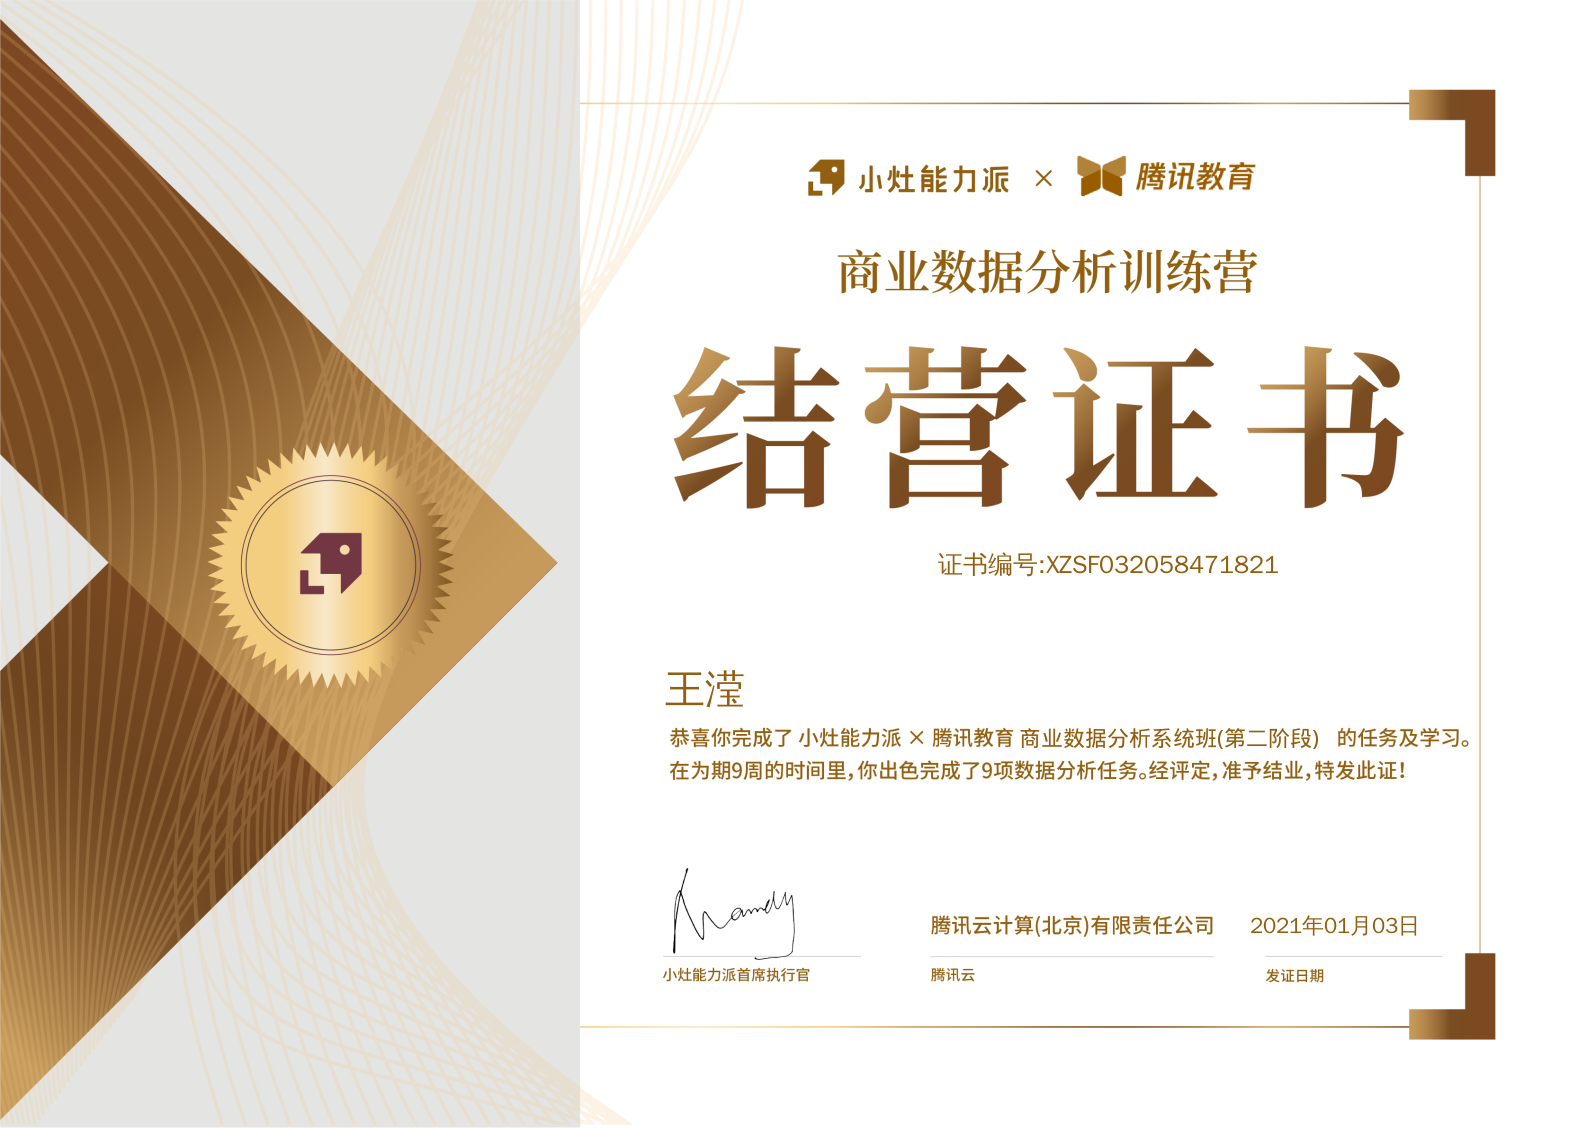 小灶能力派 × 腾讯教育
商业数据分析训练营
结营证书
证书编号:XZSF032058471821
王滢
恭喜你完成了 小灶能力派 × 腾讯教育 商业数据分析系统班(第二阶段) 的任务及学习。
在为期9周的时间里,你出色完成了9项数据分析任务。经评定,准予结业,特发此证!
腾讯云计算(北京)有限责任公司 2021年01月03日
小灶能力派首席执行官 腾讯云 发证日期